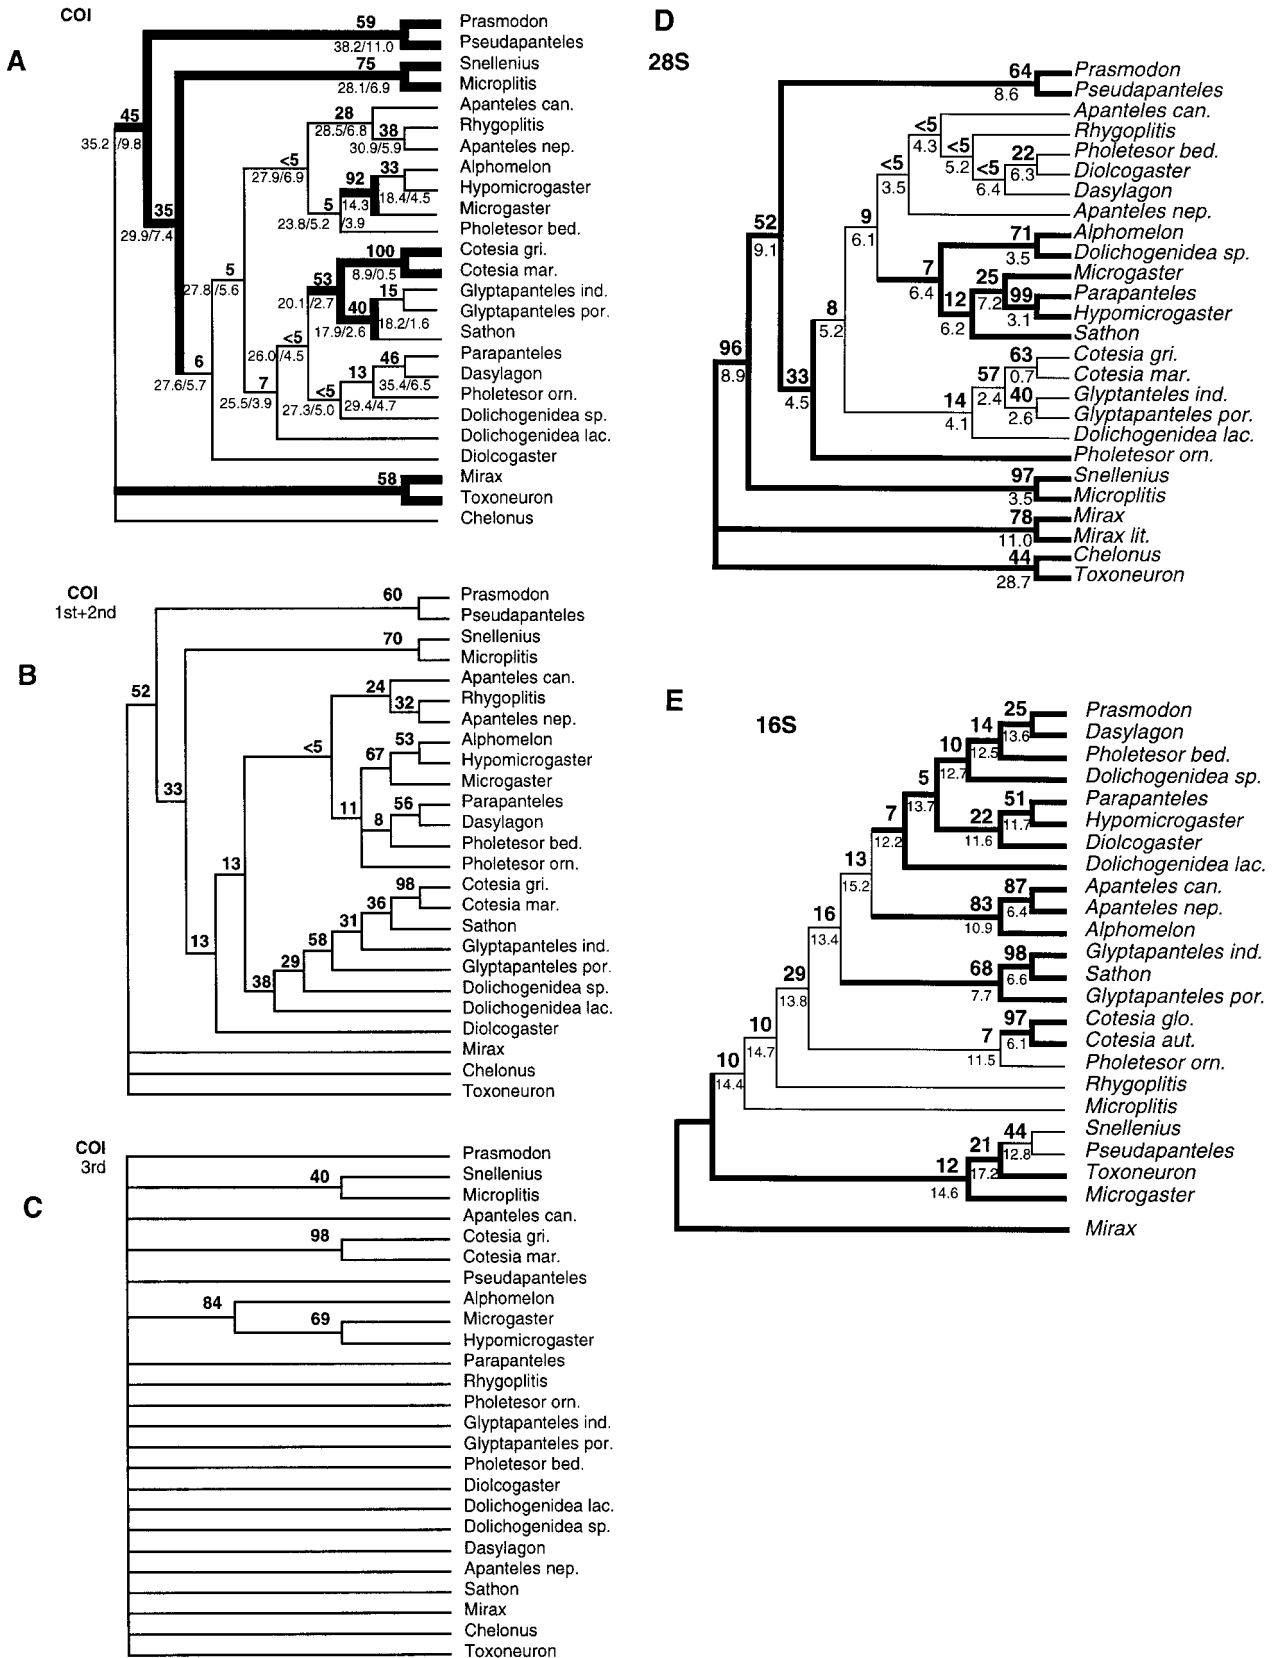 COI
A
59
Prasmodon
38.2/11.0
Pseudapanteles
75
Snellenius
28.1/6.9
Microplitis
45
35.2 /9.8
Apanteles can.
28
28.5/6.8
Rhygoplitis
38
30.9/5.9
Apanteles nep.
<5
27.9/6.9
Alphomelon
33
18.4/4.5
Hypomicrogaster
92
14.3
/3.9
Microgaster
5
23.8/5.2
Pholetesor bed.
35
29.9/7.4
100
Cotesia gri.
8.9/0.5
Cotesia mar.
53
20.1/2.7
15
Glyptapanteles ind.
18.2/1.6
Glyptapanteles por.
40
17.9/2.6
Sathon
5
27.8/5.6
<5
26.0/4.5
46
Parapanteles
35.4/6.5
Dasylagon
13
29.4/4.7
Pholetesor orn.
<5
27.3/5.0
Dolichogenidea sp.
7
25.5/3.9
Dolichogenidea lac.
6
27.6/5.7
Diolcogaster
58
Mirax
Toxoneuron
Chelonus
COI
1st+2nd
B
60
Prasmodon
Pseudapanteles
70
Snellenius
Microplitis
52
24
Apanteles can.
32
Rhygoplitis
Apanteles nep.
<5
53
Alphomelon
67
Hypomicrogaster
Microgaster
33
11
56
Parapanteles
8
Dasylagon
Pholetesor bed.
Pholetesor orn.
13
98
Cotesia gri.
36
Cotesia mar.
31
Sathon
58
Glyptapanteles ind.
29
Glyptapanteles por.
38
Dolichogenidea sp.
Dolichogenidea lac.
13
Diolcogaster
Mirax
Chelonus
Toxoneuron
COI
3rd
C
Prasmodon
40
Snellenius
Microplitis
Apanteles can.
98
Cotesia gri.
Cotesia mar.
Pseudapanteles
84
Alphomelon
69
Microgaster
Hypomicrogaster
Parapanteles
Rhygoplitis
Pholetesor orn.
Glyptapanteles ind.
Glyptapanteles por.
Pholetesor bed.
Diolcogaster
Dolichogenidea lac.
Dolichogenidea sp.
Dasylagon
Apanteles nep.
Sathon
Mirax
Chelonus
Toxoneuron
D
28S
64
Prasmodon
8.6
Pseudapanteles
<5
4.3
Apanteles can.
<5
5.2
Rhygoplitis
22
6.3
Pholetesor bed.
Diolcogaster
<5
6.4
Dasylagon
<5
3.5
Apanteles nep.
52
9.1
9
6.1
71
3.5
Alphomelon
Dolichogenidea sp.
7
6.4
25
7.2
Microgaster
99
3.1
Parapanteles
Hypomicrogaster
12
6.2
Sathon
8
5.2
63
0.7
Cotesia gri.
Cotesia mar.
57
2.4
40
2.6
Glyptanteles ind.
Glyptapanteles por.
14
4.1
Dolichogenidea lac.
96
8.9
33
4.5
Pholetesor orn.
97
3.5
Snellenius
Microplitis
78
11.0
Mirax
Mirax lit.
44
28.7
Chelonus
Toxoneuron
E
16S
25
13.6
Prasmodon
Dasylagon
14
12.5
Pholetesor bed.
10
12.7
Dolichogenidea sp.
5
13.7
51
11.7
Parapanteles
Hypomicrogaster
22
11.6
Diolcogaster
7
12.2
Dolichogenidea lac.
13
15.2
87
6.4
Apanteles can.
Apanteles nep.
83
10.9
Alphomelon
16
13.4
98
6.6
Glyptapanteles ind.
Sathon
68
7.7
Glyptapanteles por.
29
13.8
97
6.1
Cotesia glo.
Cotesia aut.
7
11.5
Pholetesor orn.
10
14.7
Rhygoplitis
10
14.4
Microplitis
44
12.8
Snellenius
Pseudapanteles
21
17.2
Toxoneuron
12
14.6
Microgaster
Mirax